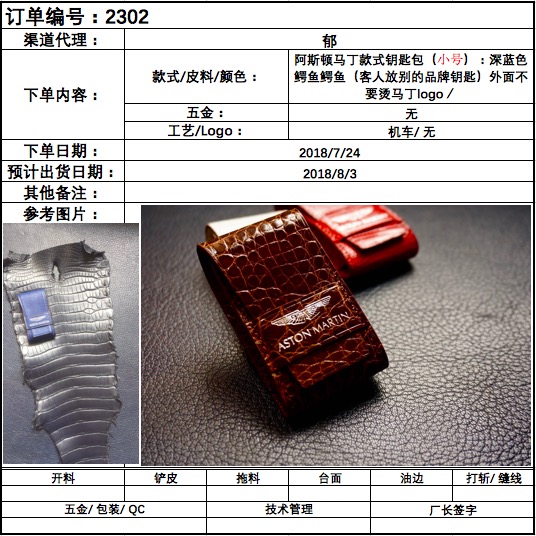 订单编号：2302
渠道代理：
郁
下单内容：
款式/皮料/颜色：
阿斯顿马丁款式钥匙包（小号）：深蓝色
鳄鱼鳄鱼（客人放别的品牌钥匙）外面不
要烫马丁logo /
五金：
无
工艺/Logo：
机车/ 无
下单日期：
2018/7/24
预计出货日期：
2018/8/3
其他备注：
参考图片：
ASTON MARTIN
开料
铲皮
拖料
台面
油边
打斩/ 缝线
五金/ 包装/ QC
技术管理
厂长签字